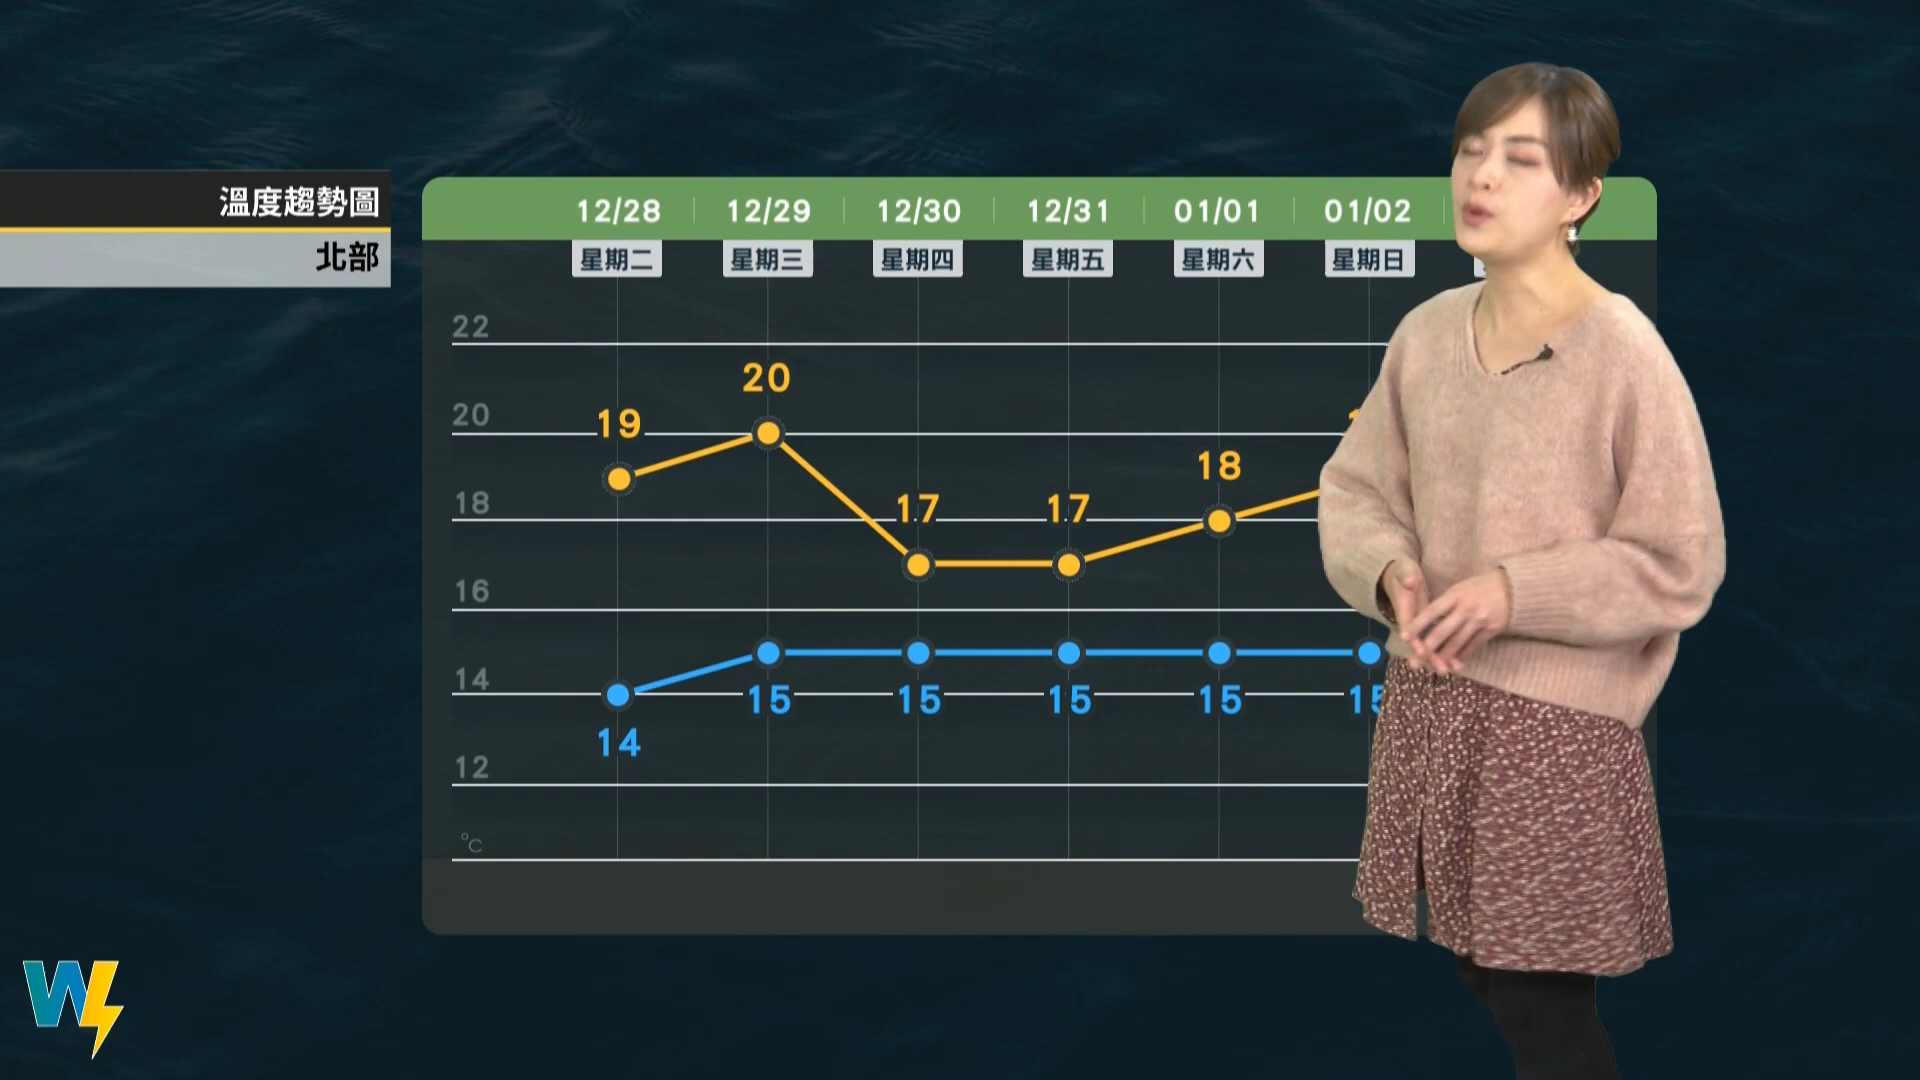 溫度趨勢圖
北部
12/28 12/29 12/30 12/31 01/01 01/02
星期二 星期三 星期四 星期五 星期六 星期日
22
20
18
16
14
12
°C
19 20 17 17 18
14 15 15 15 15 15
W